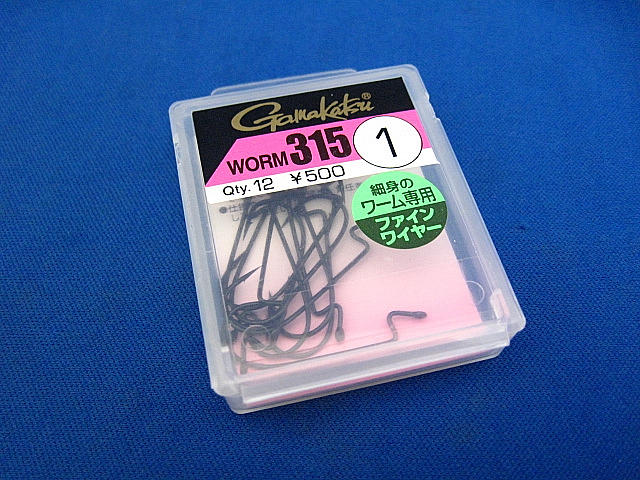 Gamakatsu®
WORM 315 1
Qty. 12 ¥500
細身の
ワーム専用
ファイン
ワイヤー